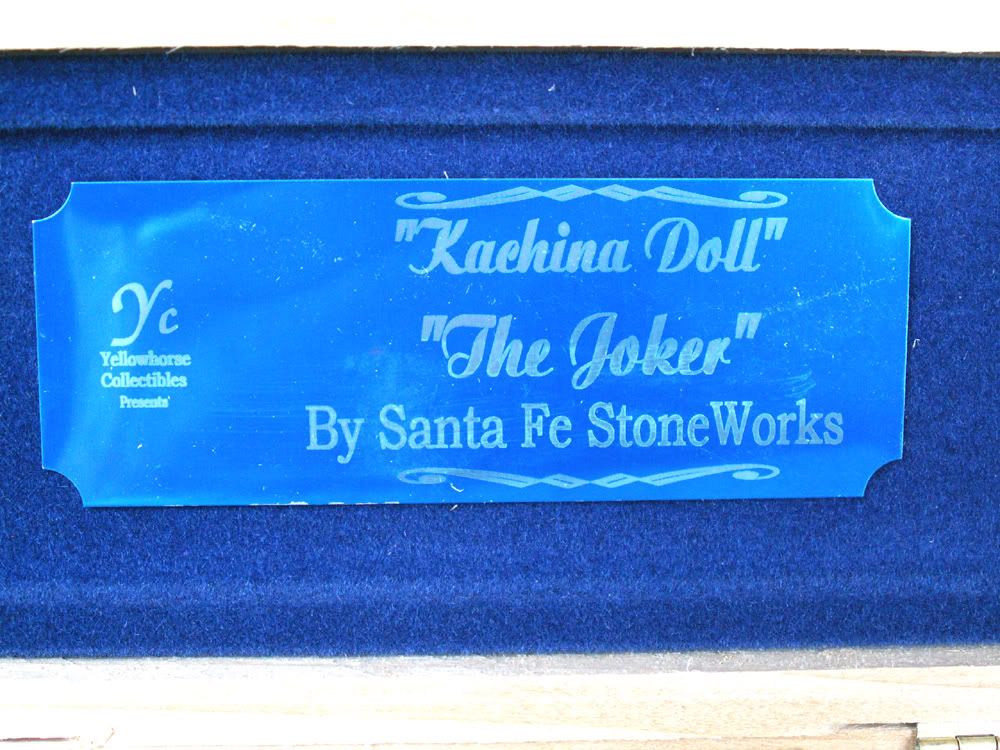 Yc
Yellowhorse
Collectibles
Presents'
"Kachina Doll"
"The Joker"
By Santa Fe StoneWorks